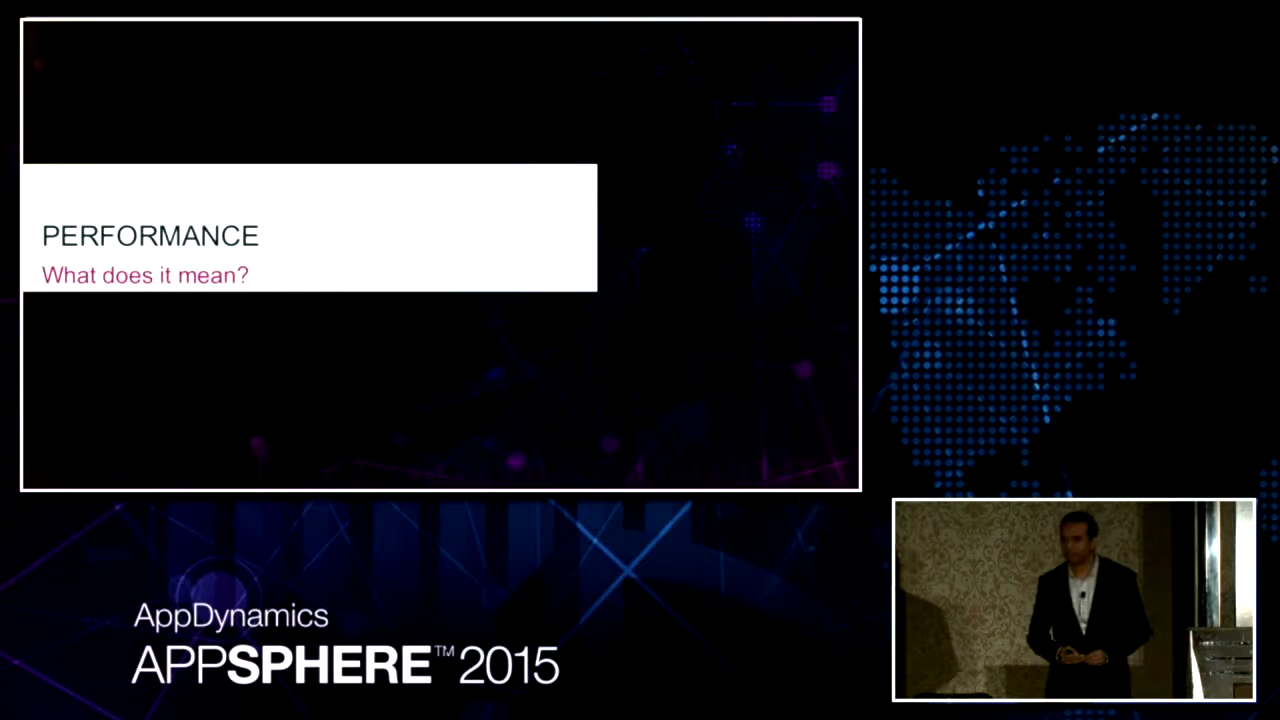 PERFORMANCE
What does it mean?
AppDynamics
APPSPHERE™ 2015